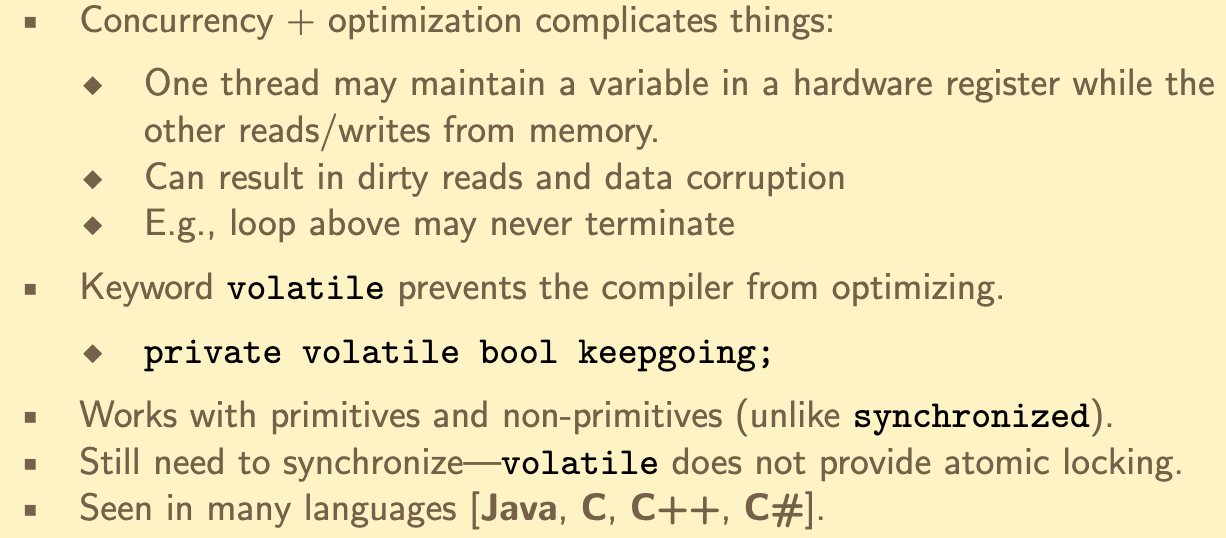 ▪ Concurrency + optimization complicates things:
◆ One thread may maintain a variable in a hardware register while the
other reads/writes from memory.
◆ Can result in dirty reads and data corruption
◆ E.g., loop above may never terminate
▪ Keyword volatile prevents the compiler from optimizing.
◆ private volatile bool keepgoing;
▪ Works with primitives and non-primitives (unlike synchronized).
▪ Still need to synchronize—volatile does not provide atomic locking.
▪ Seen in many languages [Java, C, C++, C#].